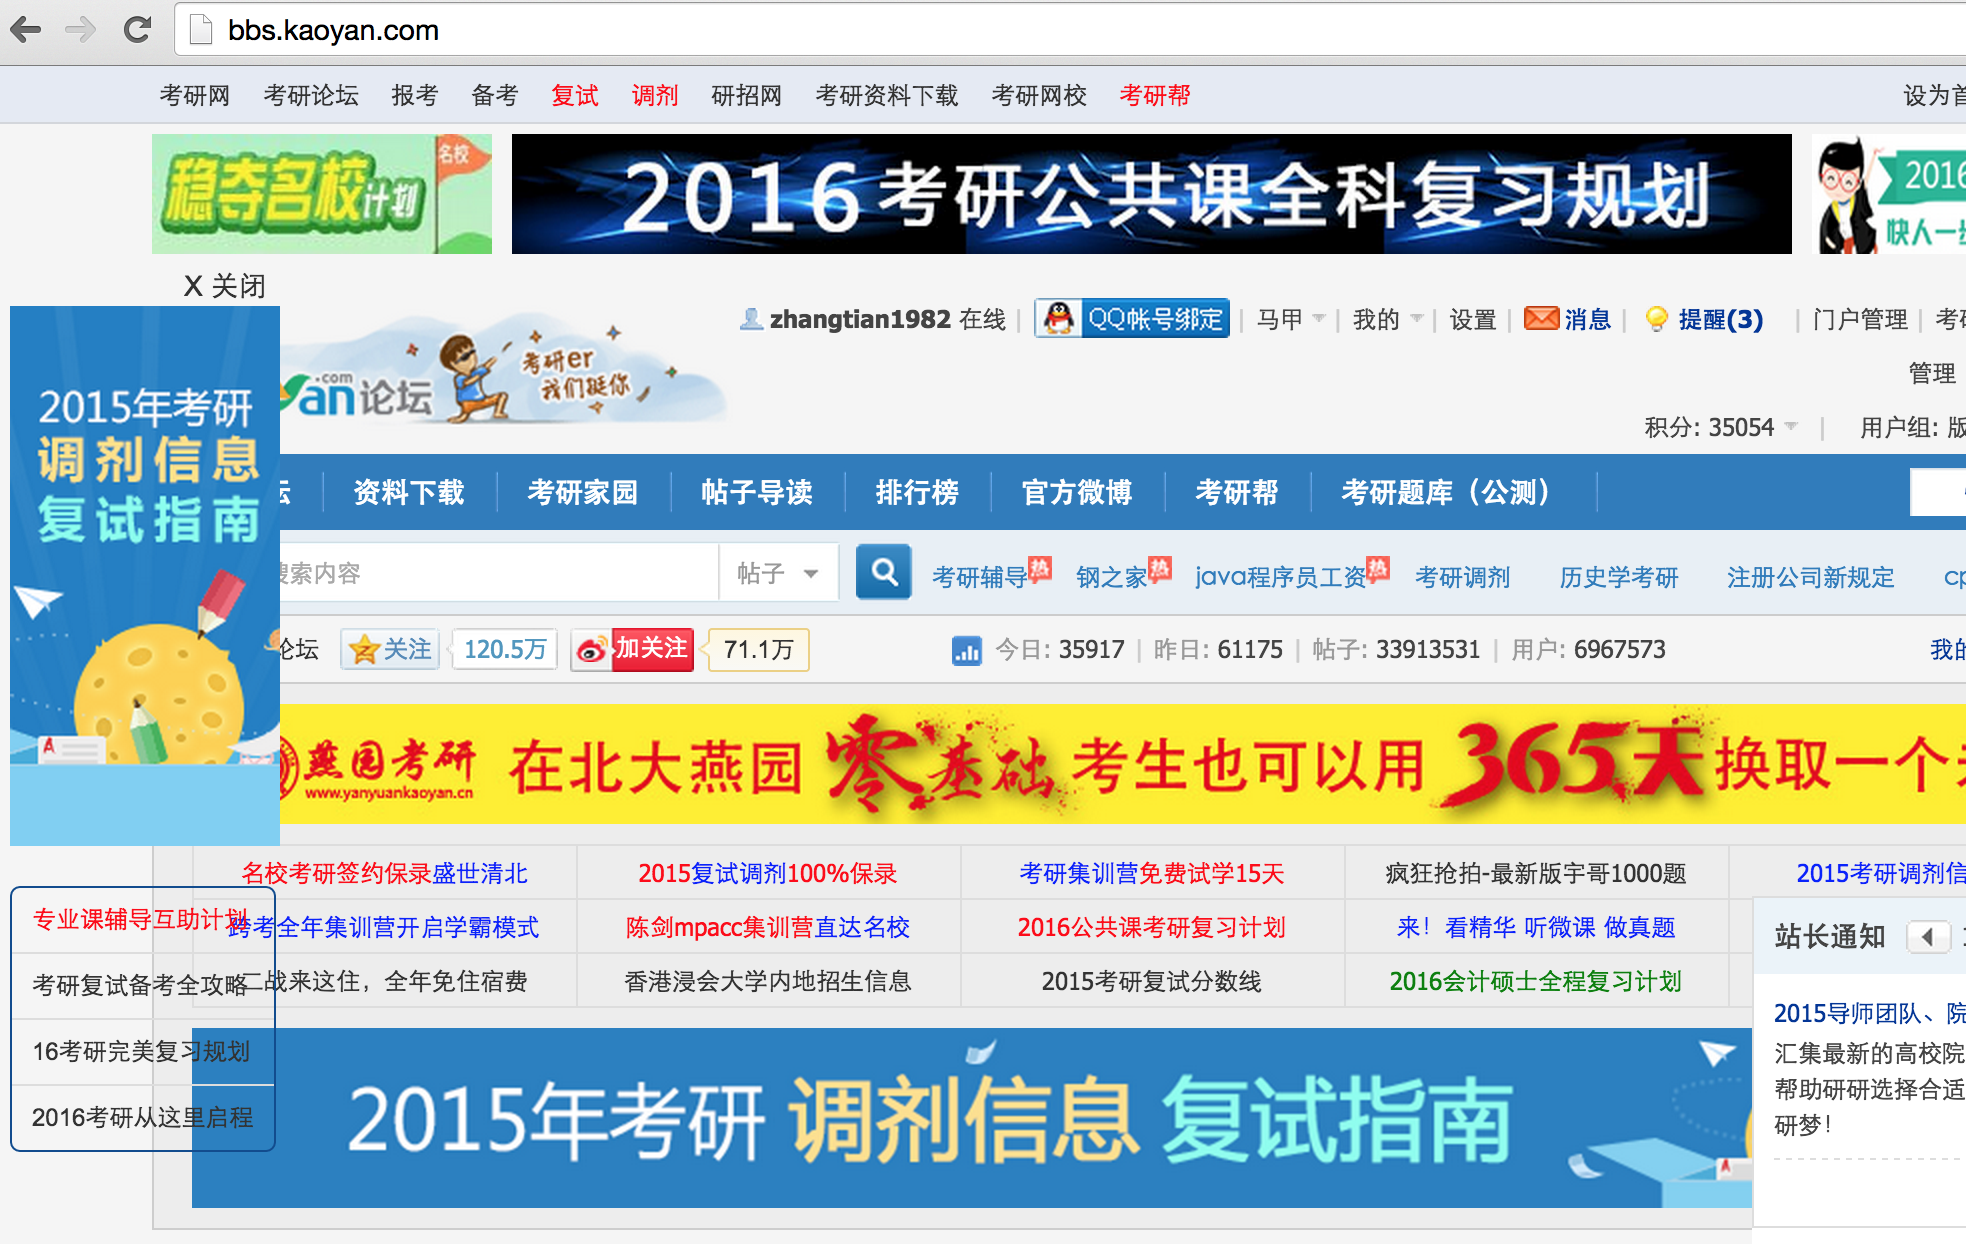 bbs.kaoyan.com
考研网 考研论坛 报考 备考 复试 调剂 研招网 考研资料下载 考研网校 考研帮 设为首
稳夺名校计划 名校
2016考研公共课全科复习规划
2016
快人一步
X 关闭
zhangtian1982 在线 | QQ帐号绑定 | 马甲 | 我的 | 设置 | 消息 | 提醒(3) | 门户管理 | 考研
管理
an.com论坛
考研er
我们挺你
积分: 35054 | 用户组: 版
2015年考研
调剂信息
复试指南
坛 资料下载 考研家园 帖子导读 排行榜 官方微博 考研帮 考研题库（公测）
搜索内容 帖子 考研辅导热 钢之家热 java程序员工资热 考研调剂 历史学考研 注册公司新规定 cp
论坛 关注 120.5万 加关注 71.1万 今日: 35917 | 昨日: 61175 | 帖子: 33913531 | 用户: 6967573 我的
燕园考研 在北大燕园 零基础 考生也可以用 365天 换取一个
www.yanyuankaoyan.cn
名校考研签约保录盛世清北 2015复试调剂100%保录 考研集训营免费试学15天 疯狂抢拍-最新版宇哥1000题 2015考研调剂信
跨考全年集训营开启学霸模式 陈剑mpacc集训营直达名校 2016公共课考研复习计划 来！看精华 听微课 做真题
二战来这住，全年免住宿费 香港浸会大学内地招生信息 2015考研复试分数线 2016会计硕士全程复习计划
专业课辅导互助计划
考研复试备考全攻略
16考研完美复习规划
2016考研从这里启程
2015年考研 调剂信息 复试指南
站长通知
2015导师团队、院
汇集最新的高校院
帮助研研选择合适
研梦！